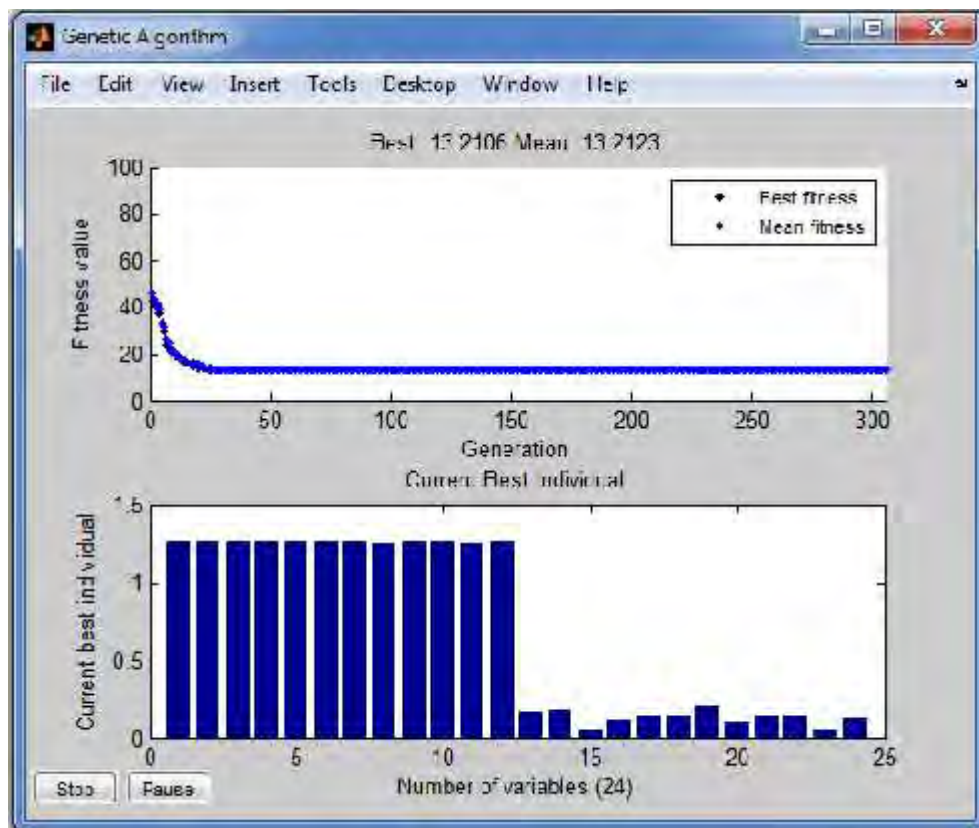 Genetic Algorithm
File Edit View Insert Tools Desktop Window Help
Best: 13.2106 Mean: 13.2123
100
80
60
40
20
0
Fitness value
Best fitness
Mean fitness
0 50 100 150 200 250 300
Generation
Current Best Individual
1.5
1
0.5
0
Current best individual
0 5 10 15 20 25
Number of variables (24)
Stop Pause